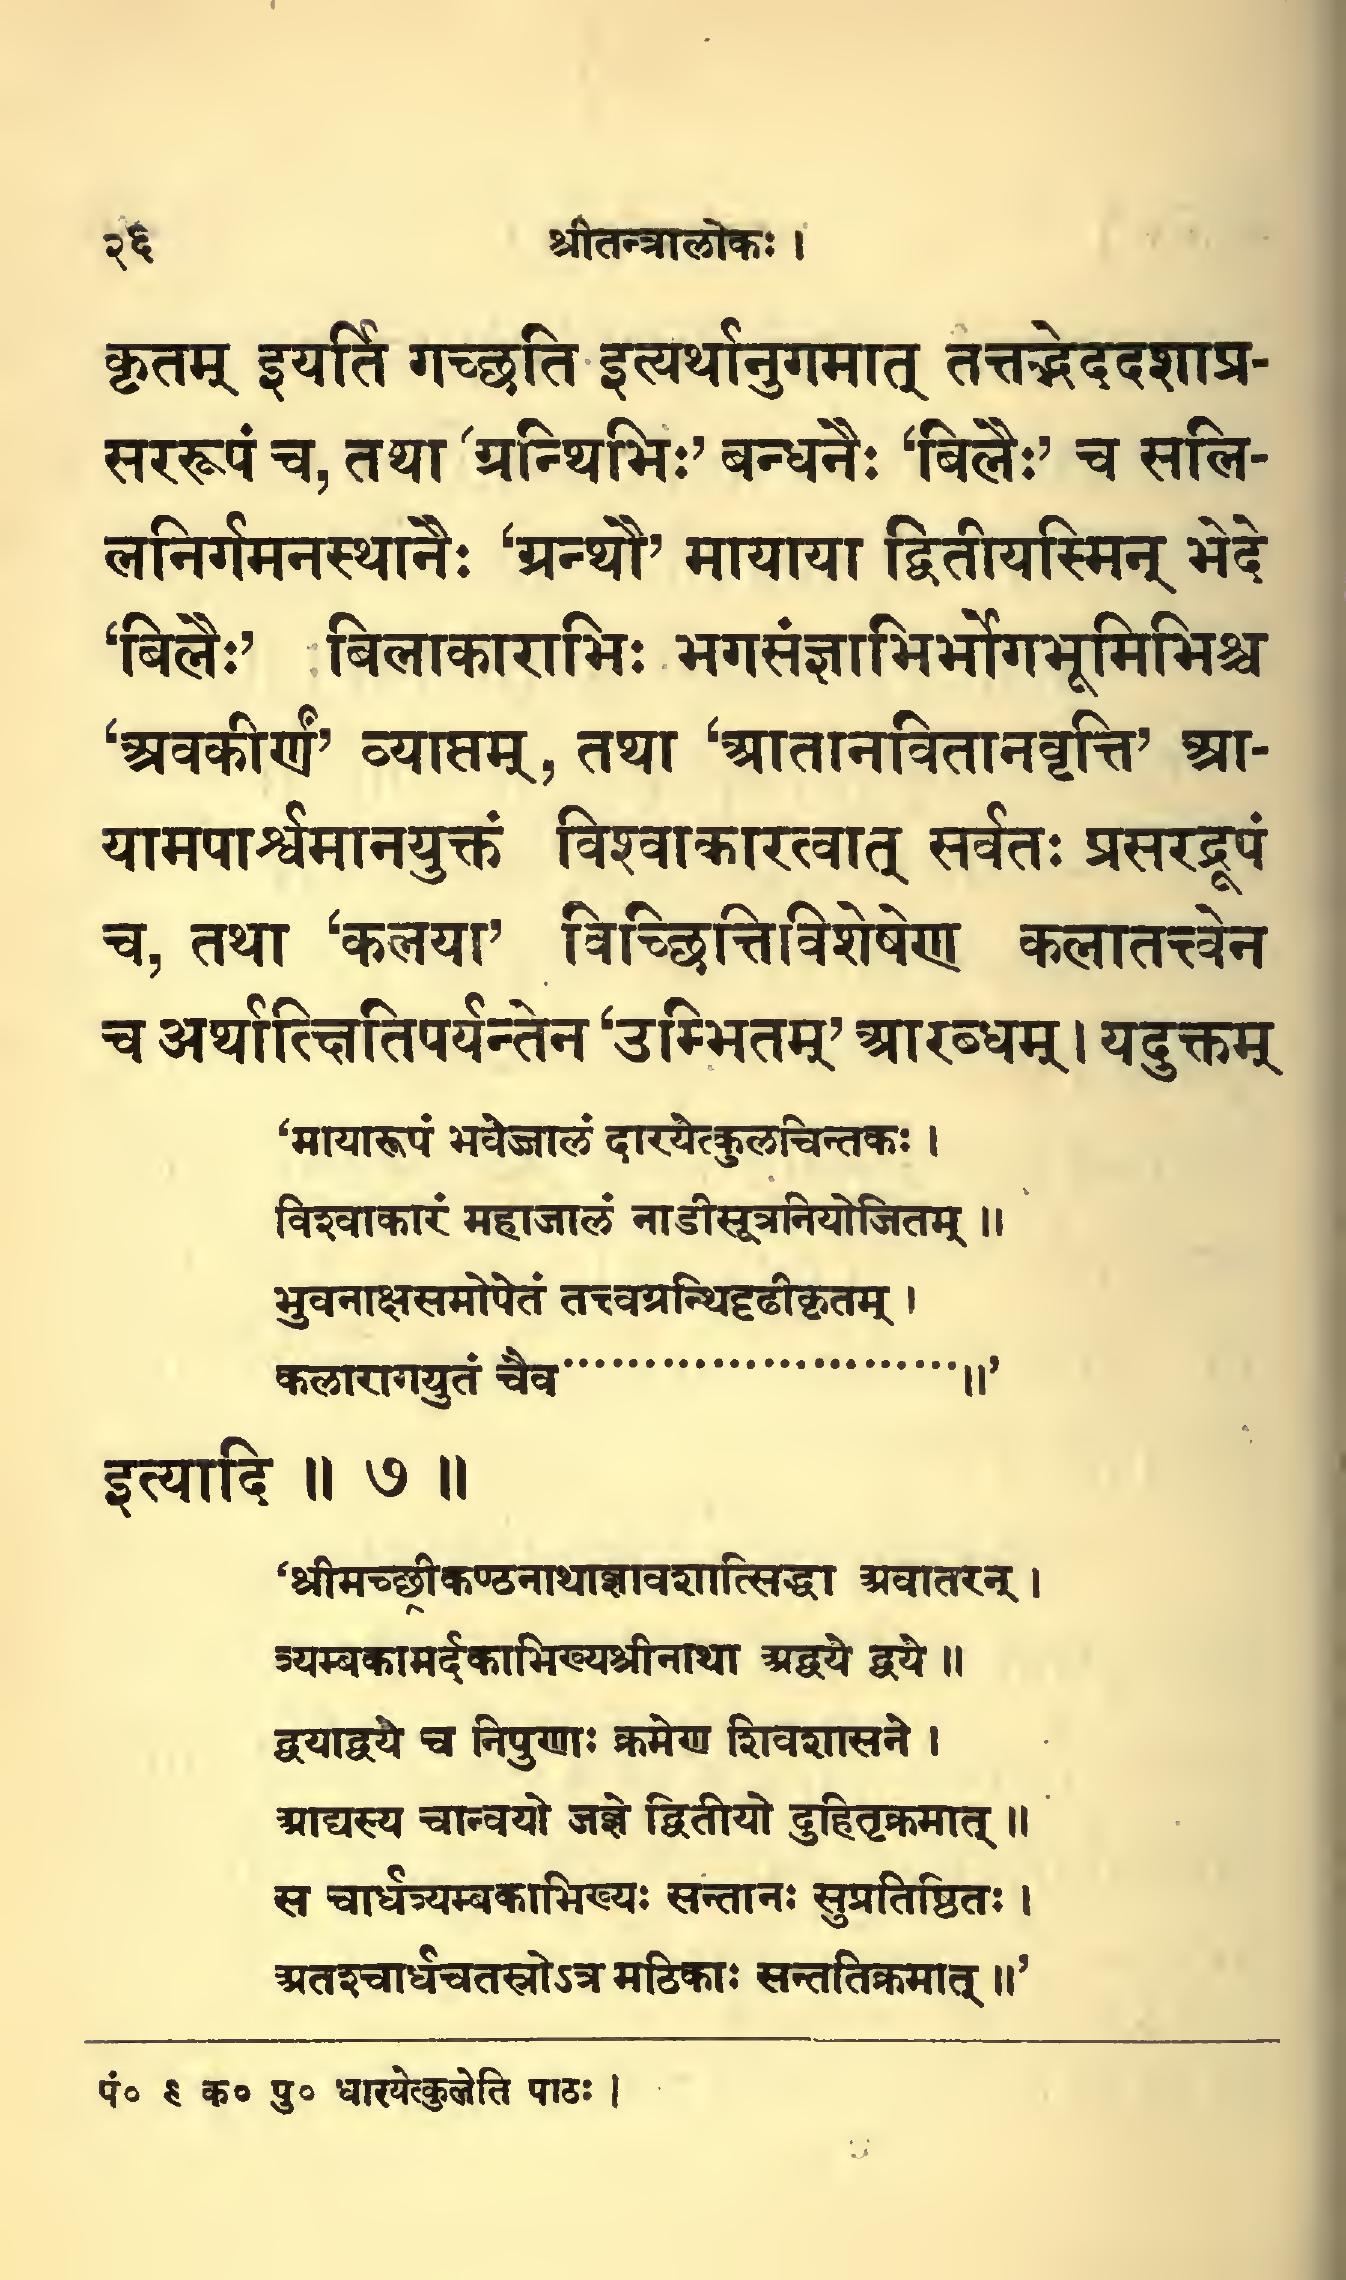 २६ श्रीतन्त्रालोकः ।
कृतम् इयर्ति गच्छति इत्यर्थानुगमात् तत्तद्भेददशाप्र-
सररूपं च, तथा ‘ग्रन्थिभिः’ बन्धनैः ‘बिलैः’ च सलि-
लनिर्गमनस्थानैः ‘ग्रन्थौ’ मायाया द्वितीयस्मिन् भेदे
‘बिलैः’ बिलाकाराभिः भगसंज्ञाभिर्भोगभूमिभिश्च
‘अवकीर्णं’ व्याप्तम्, तथा ‘आतानवितानवृत्ति’ आ-
यामपार्श्वमानयुक्तं विश्वाकारत्वात् सर्वतः प्रसरद्रूपं
च, तथा ‘कलया’ विच्छित्तिविशेषेण कलातत्त्वेन
च अर्थात्क्षितिपर्यन्तेन ‘उम्भितम्’ आरब्धम् । यदुक्तम्
‘मायारूपं भवेज्जालं दारयेत्कुलचिन्तकः ।
विश्वाकारं महाजालं नाडीसूत्रनियोजितम् ॥
भुवनाक्षसमोपेतं तत्त्वग्रन्थिदृढीकृतम् ।
कलारागयुतं चैव························॥’
इत्यादि ॥ ७ ॥
‘श्रीमच्छ्रीकण्ठनाथाज्ञावशात्सिद्धा अवातरन् ।
त्र्यम्बकामर्दकाभिख्यश्रीनाथा अद्वये द्वये ॥
द्वयाद्वये च निपुणाः क्रमेण शिवशासने ।
आद्यस्य चान्वयो जज्ञे द्वितीयो दुहितृक्रमात् ॥
स चार्धत्र्यम्बकाभिख्यः सन्तानः सुप्रतिष्ठितः ।
अतश्चार्धचतस्रोऽत्र मठिकाः सन्ततिक्रमात् ॥’
पं० ९ क० पु० धारयेत्कुलेति पाठः ।